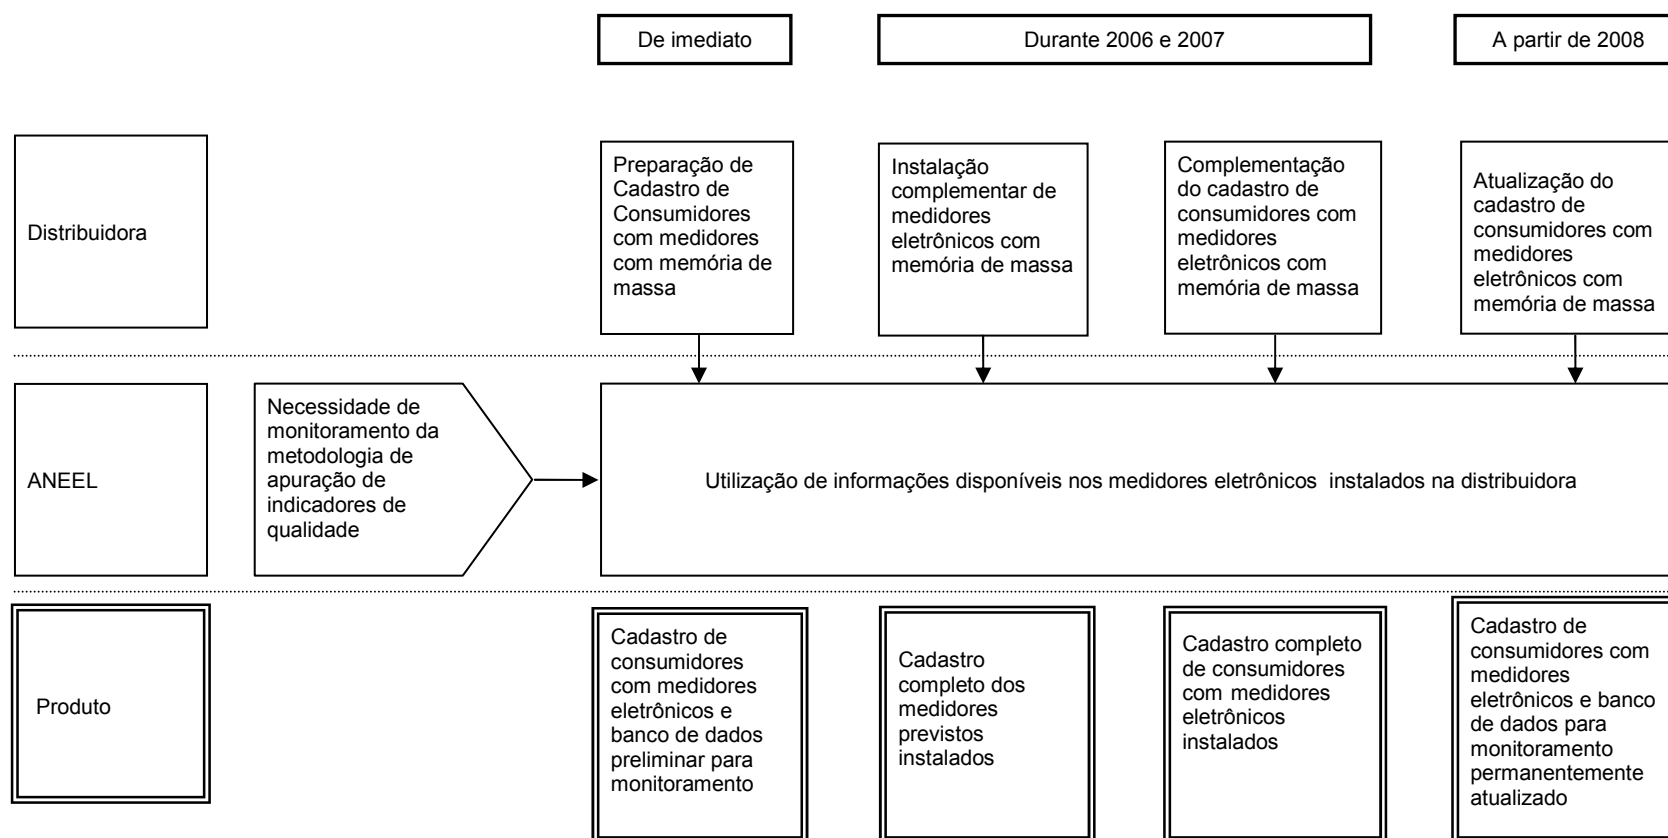 De imediato
Durante 2006 e 2007
A partir de 2008
Distribuidora
Preparação de
Cadastro de
Consumidores
com medidores
com memória de
massa
Instalação
complementar de
medidores
eletrônicos com
memória de massa
Complementação
do cadastro de
consumidores com
medidores
eletrônicos com
memória de massa
Atualização do
cadastro de
consumidores com
medidores
eletrônicos com
memória de massa
ANEEL
Necessidade de
monitoramento da
metodologia de
apuração de
indicadores de
qualidade
Utilização de informações disponíveis nos medidores eletrônicos instalados na distribuidora
Produto
Cadastro de
consumidores
com medidores
eletrônicos e
banco de dados
preliminar para
monitoramento
Cadastro
completo dos
medidores
previstos
instalados
Cadastro completo
de consumidores
com medidores
eletrônicos
instalados
Cadastro de
consumidores com
medidores
eletrônicos e banco
de dados para
monitoramento
permanentemente
atualizado